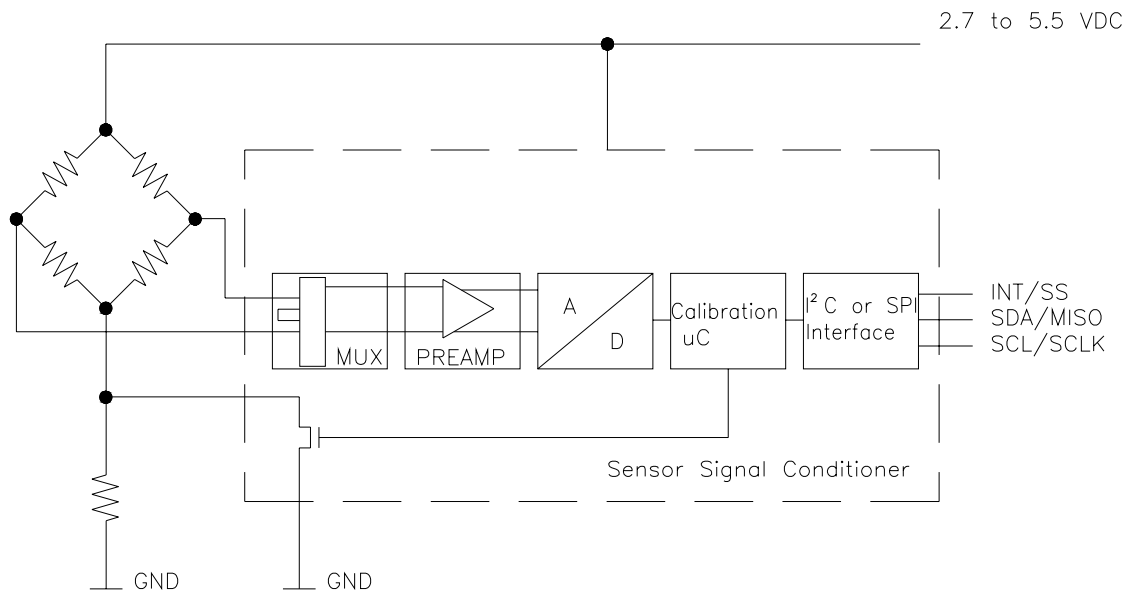 2.7 to 5.5 VDC
A
D
MUX
PREAMP
Calibration
uC
I² C or SPI
Interface
INT/SS
SDA/MISO
SCL/SCLK
Sensor Signal Conditioner
GND
GND